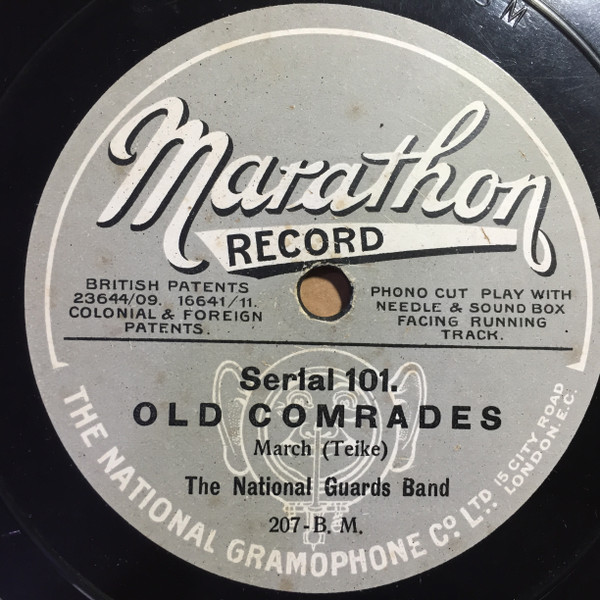 M
Marathon
RECORD
BRITISH PATENTS
23644/09. 16641/11.
COLONIAL & FOREIGN
PATENTS.
PHONO CUT PLAY WITH
NEEDLE & SOUND BOX
FACING RUNNING
TRACK.
Serial 101.
OLD COMRADES
March (Teike)
The National Guards Band
207-B. M.
THE NATIONAL GRAMOPHONE Co. LTD
15 CITY ROAD
LONDON.E.C.